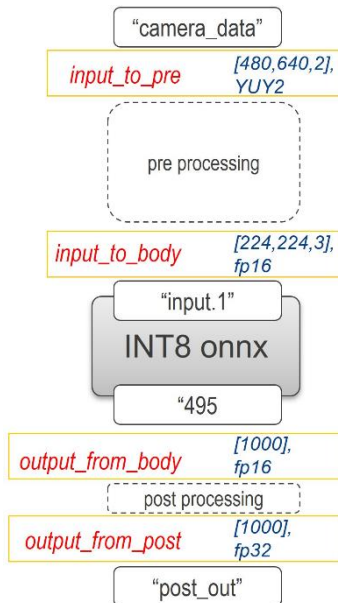 “camera_data”
input_to_pre [480,640,2],
YUY2
pre processing
input_to_body [224,224,3],
fp16
“input.1”
INT8 onnx
“495
output_from_body [1000],
fp16
post processing
output_from_post [1000],
fp32
“post_out”